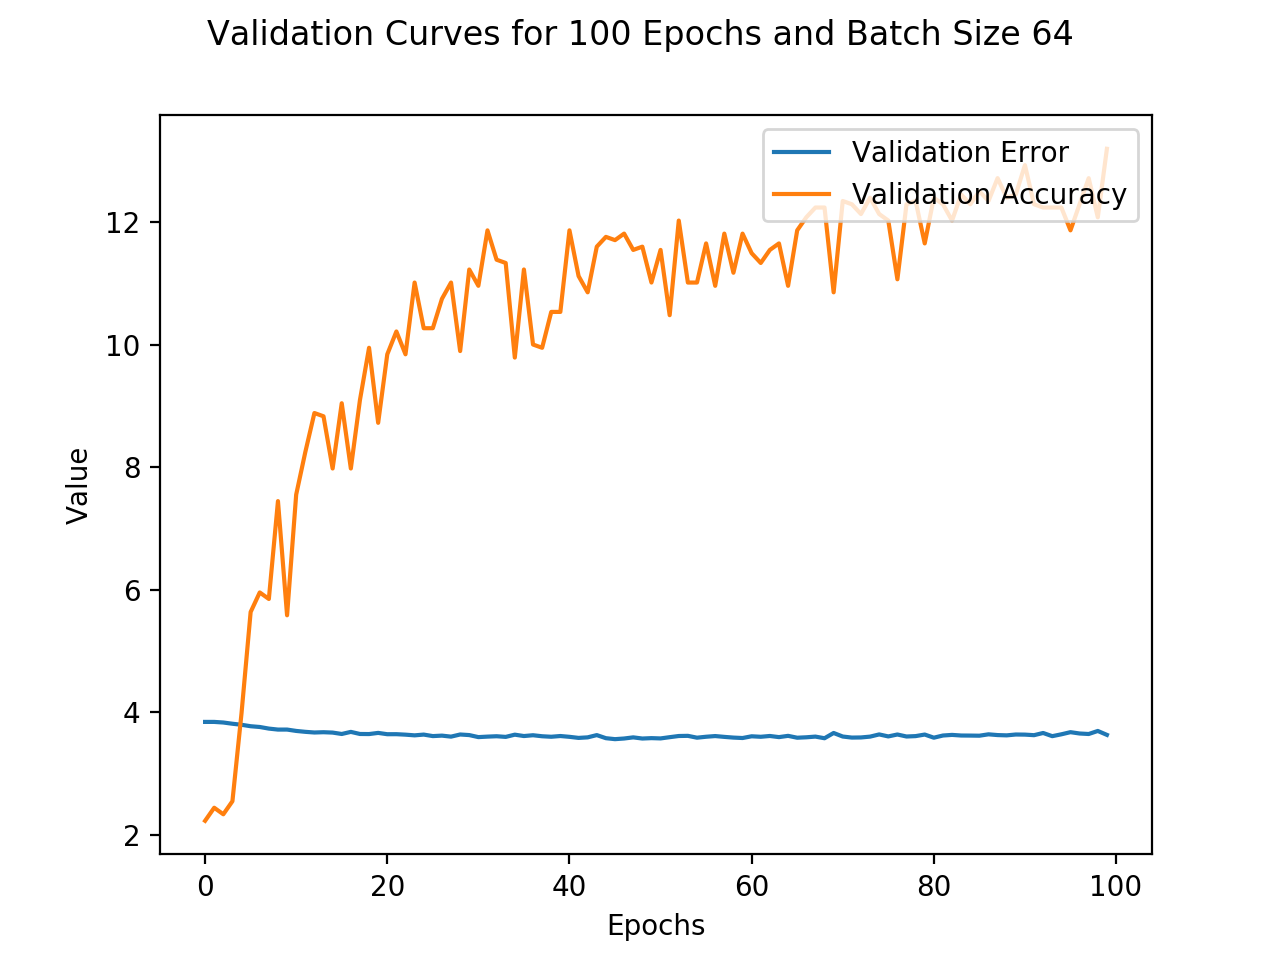 Validation Curves for 100 Epochs and Batch Size 64
Validation Error
Validation Accuracy
12
10
8
6
4
2
Value
0 20 40 60 80 100
Epochs